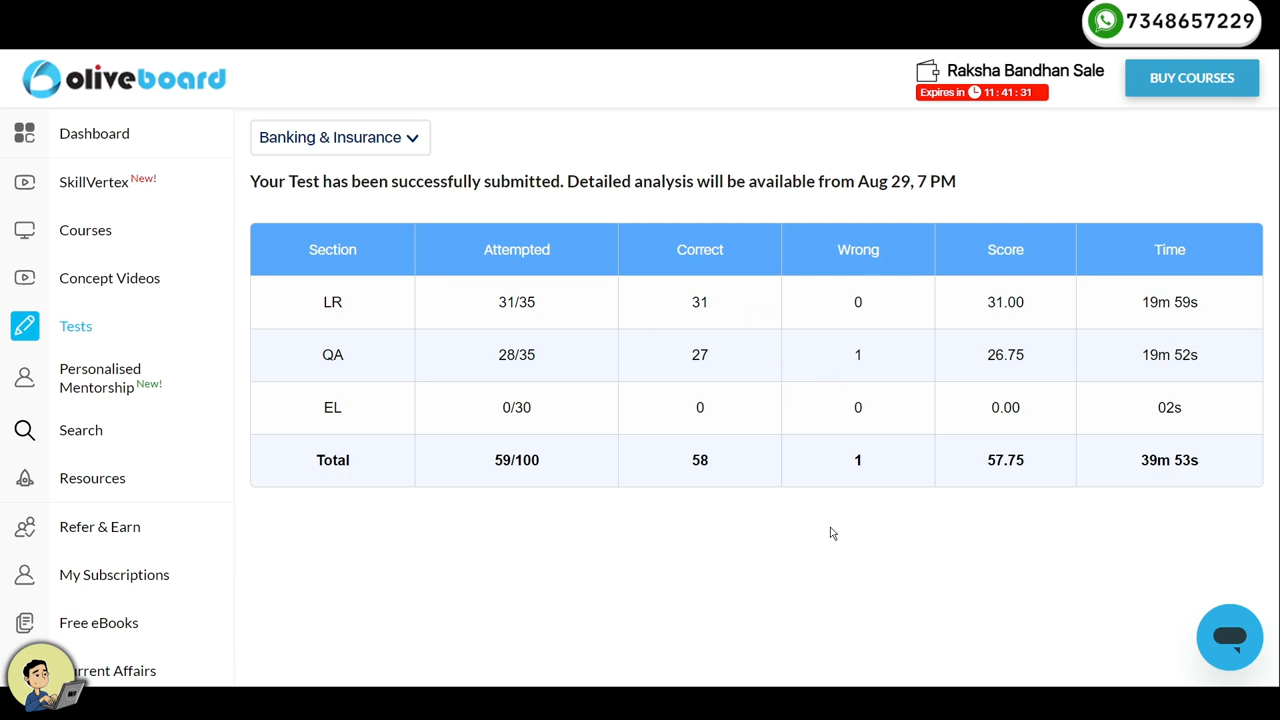 7348657229
oliveboard
Raksha Bandhan Sale
Expires in 11 : 41 : 31
BUY COURSES
Dashboard
SkillVertex New!
Courses
Concept Videos
Tests
Personalised
Mentorship New!
Search
Resources
Refer & Earn
My Subscriptions
Free eBooks
rrent Affairs
Banking & Insurance
Your Test has been successfully submitted. Detailed analysis will be available from Aug 29, 7 PM
Section Attempted Correct Wrong Score Time
LR 31/35 31 0 31.00 19m 59s
QA 28/35 27 1 26.75 19m 52s
EL 0/30 0 0 0.00 02s
Total 59/100 58 1 57.75 39m 53s